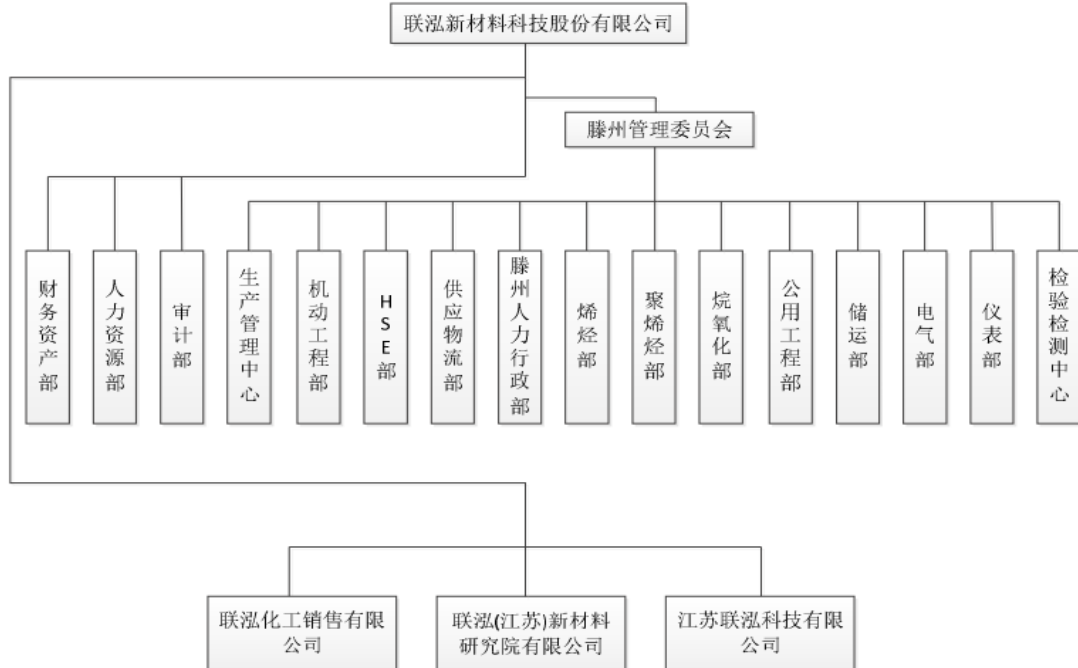 联泓新材料科技股份有限公司
滕州管理委员会
财务资产部
人力资源部
审计部
生产管理中心
机动工程部
HSE部
供应物流部
滕州人力行政部
烯烃部
聚烯烃部
烷氧化部
公用工程部
储运部
电气部
仪表部
检验检测中心
联泓化工销售有限
公司
联泓(江苏)新材料
研究院有限公司
江苏联泓科技有限
公司